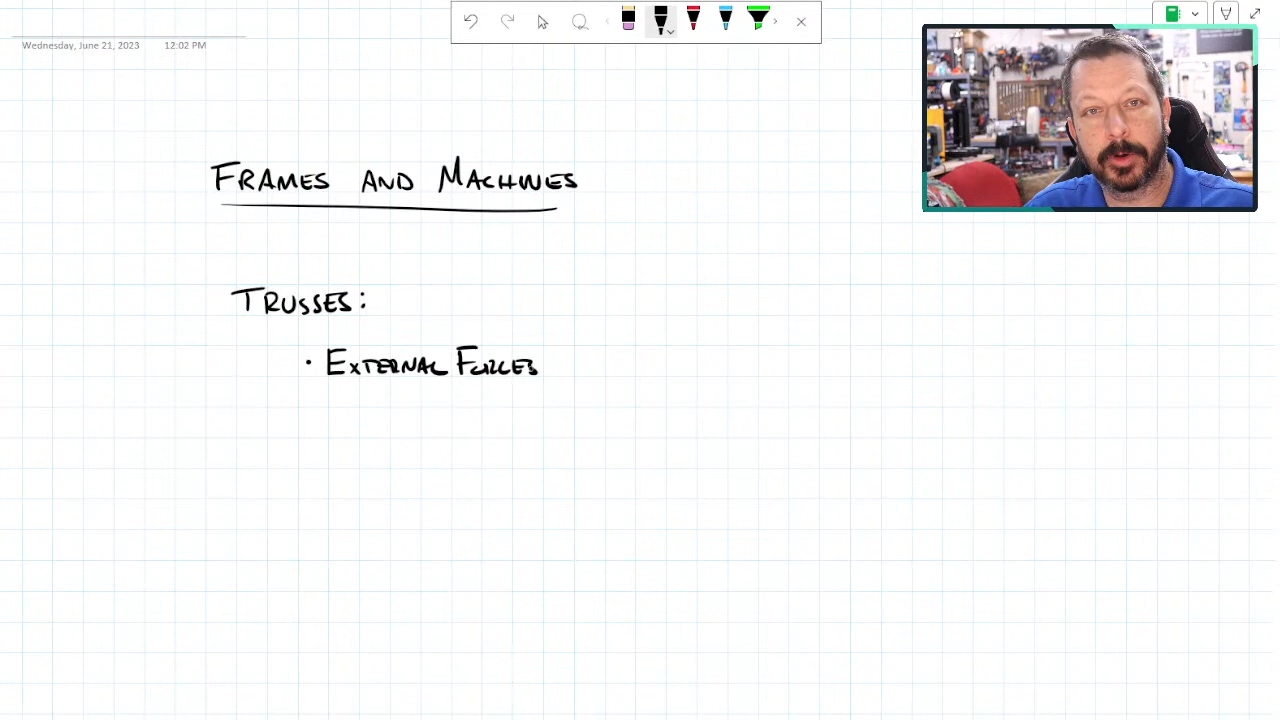 Wednesday, June 21, 2023 12:02 PM
FRAMES AND MACHINES
TRUSSES:
• EXTERNAL FORCES